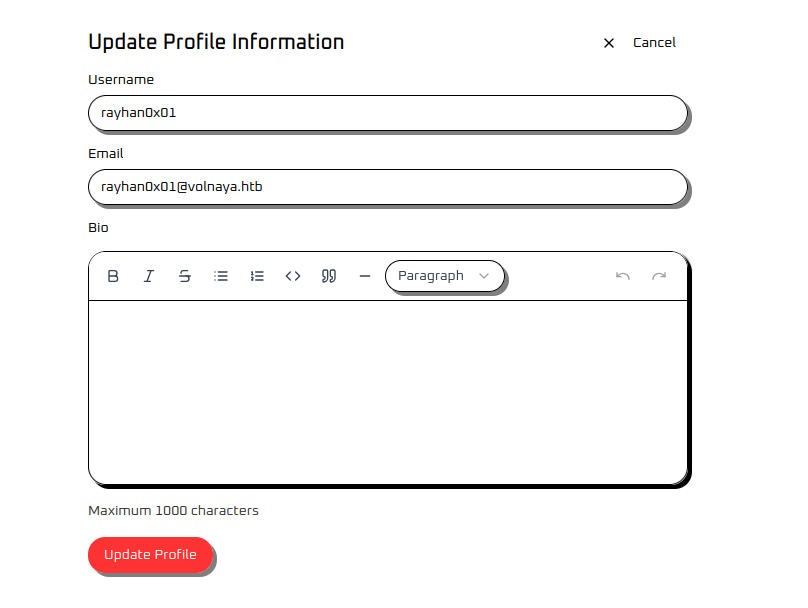 Update Profile Information
Cancel
Username
rayhan0x01
Email
rayhan0x01@volnaya.htb
Bio
Paragraph
Maximum 1000 characters
Update Profile